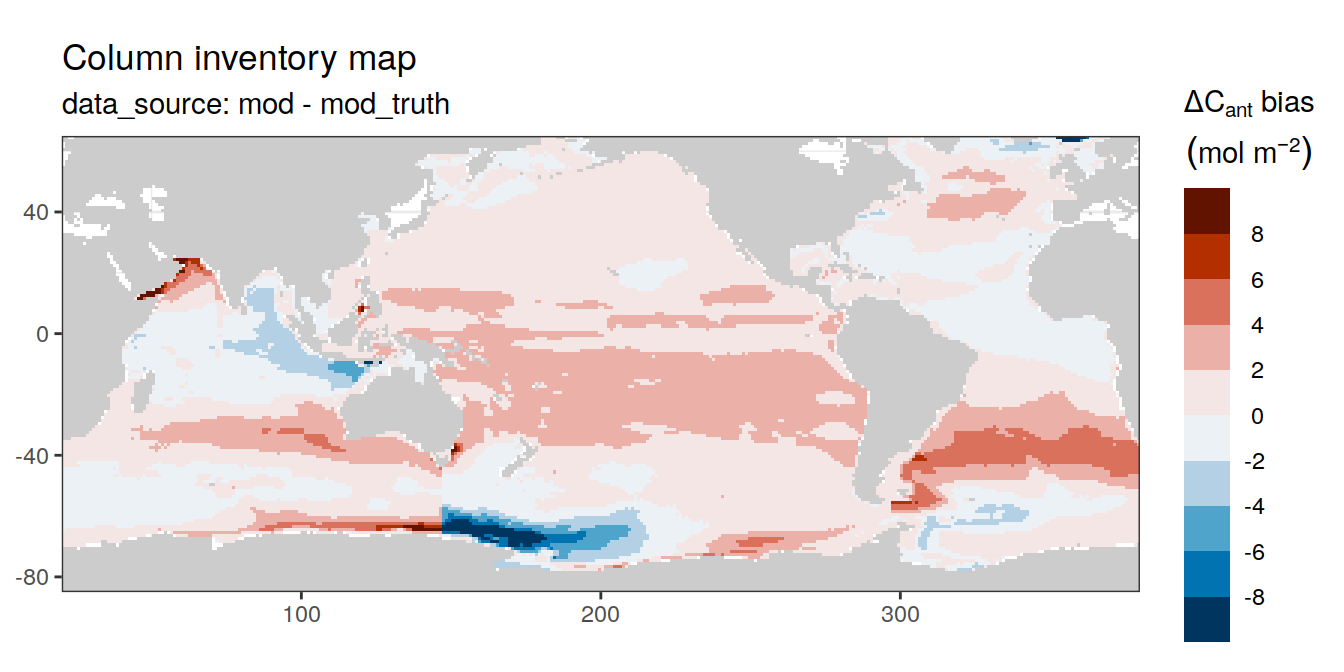 Column inventory map
data_source: mod - mod_truth
ΔCant bias
(mol m−2)
8
6
4
2
0
-2
-4
-6
-8
40
0
-40
-80
100 200 300